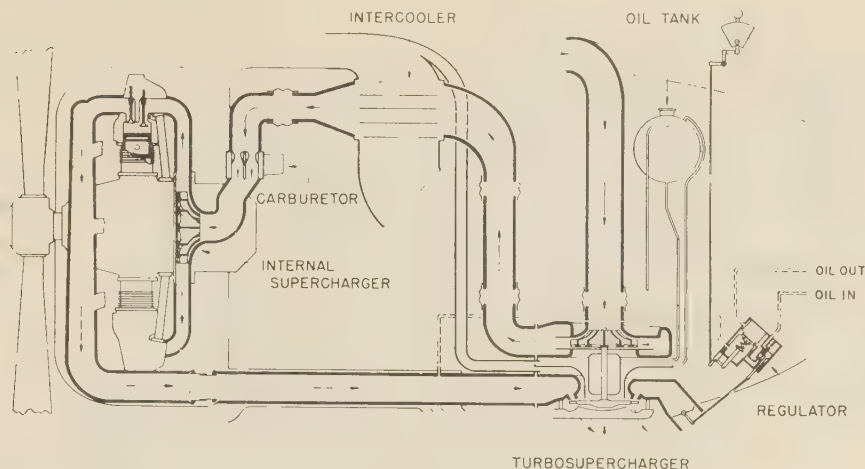 INTERCOOLER
OIL TANK
CARBURETOR
INTERNAL
SUPERCHARGER
OIL OUT
OIL IN
REGULATOR
TURBOSUPERCHARGER